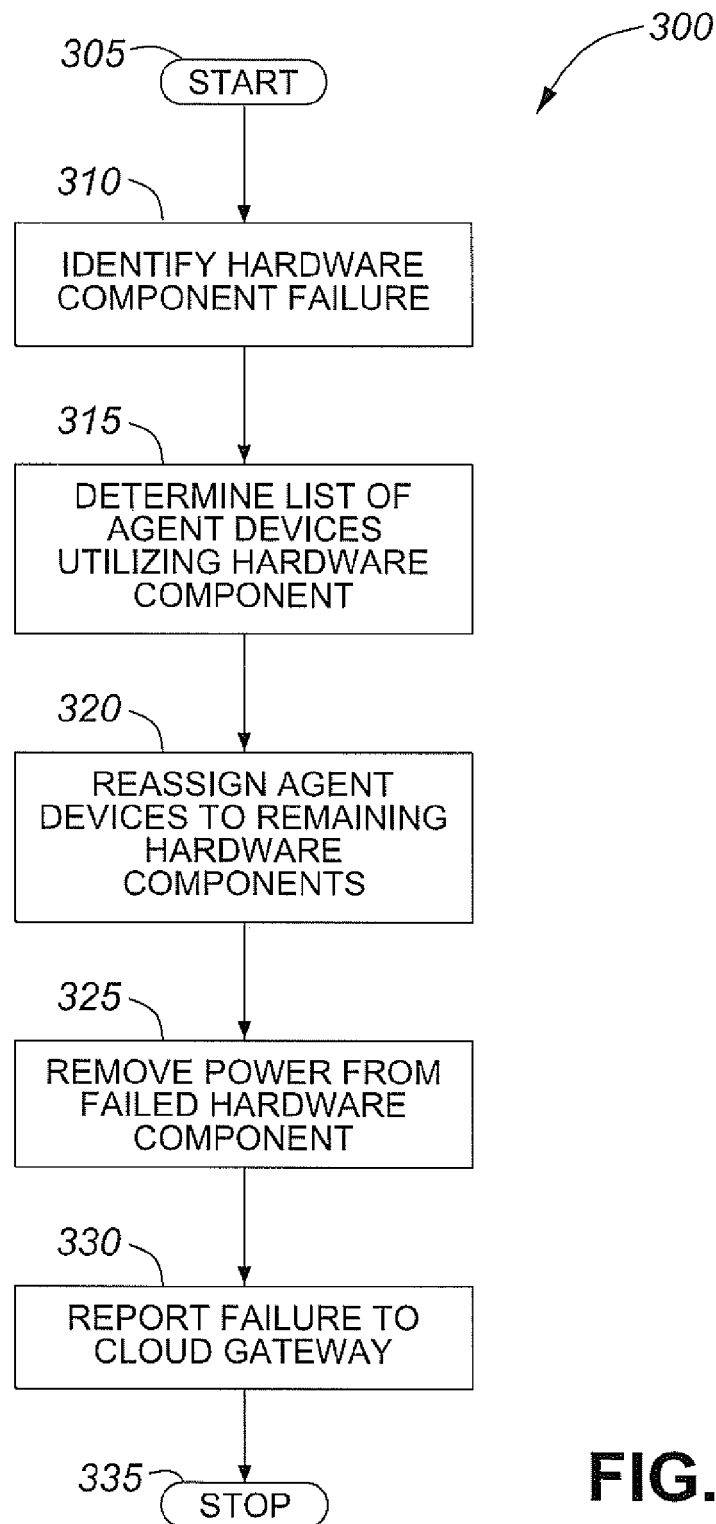 300
305
START
310
IDENTIFY HARDWARE
COMPONENT FAILURE
315
DETERMINE LIST OF
AGENT DEVICES
UTILIZING HARDWARE
COMPONENT
320
REASSIGN AGENT
DEVICES TO REMAINING
HARDWARE
COMPONENTS
325
REMOVE POWER FROM
FAILED HARDWARE
COMPONENT
330
REPORT FAILURE TO
CLOUD GATEWAY
335
STOP
FIG.